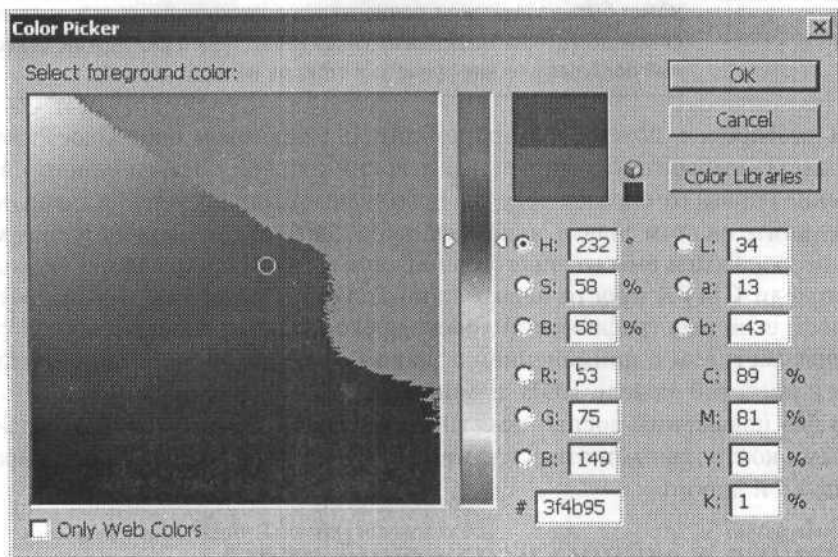 Color Picker
Select foreground color:
OK
Cancel
Color Libraries
H: 232 °
S: 58 %
B: 58 %
R: 63
G: 75
B: 149
# 3f4b95
L: 34
a: 13
b: -43
C: 89 %
M: 81 %
Y: 8 %
K: 1 %
Only Web Colors